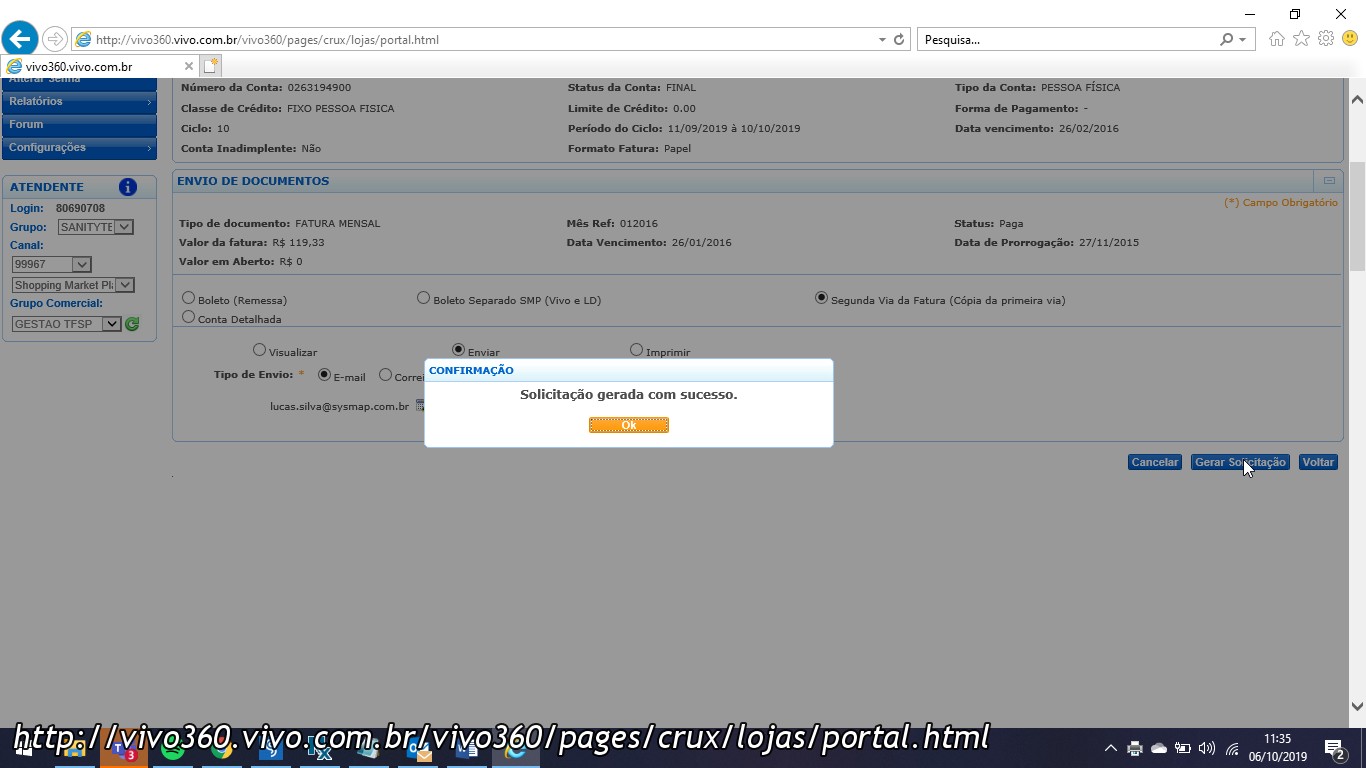 http://vivo360.vivo.com.br/vivo360/pages/crux/lojas/portal.html
Pesquisa...
vivo360.vivo.com.br
Alterar Senha
Relatórios
Forum
Configurações
Número da Conta: 0263194900 Status da Conta: FINAL Tipo da Conta: PESSOA FÍSICA
Classe de Crédito: FIXO PESSOA FISICA Limite de Crédito: 0.00 Forma de Pagamento: -
Ciclo: 10 Período do Ciclo: 11/09/2019 à 10/10/2019 Data vencimento: 26/02/2016
Conta Inadimplente: Não Formato Fatura: Papel
ATENDENTE
Login: 80690708
Grupo: SANITYTE
Canal:
99967
Shopping Market Pl
Grupo Comercial:
GESTAO TFSP
ENVIO DE DOCUMENTOS
(*) Campo Obrigatório
Tipo de documento: FATURA MENSAL Mês Ref: 012016 Status: Paga
Valor da fatura: R$ 119,33 Data Vencimento: 26/01/2016 Data de Prorrogação: 27/11/2015
Valor em Aberto: R$ 0
Boleto (Remessa) Boleto Separado SMP (Vivo e LD) Segunda Via da Fatura (Cópia da primeira via)
Conta Detalhada
Visualizar Enviar Imprimir
Tipo de Envio: * E-mail Correi
lucas.silva@sysmap.com.br
CONFIRMAÇÃO
Solicitação gerada com sucesso.
Ok
Cancelar Gerar Solicitação Voltar
http://vivo360.vivo.com.br/vivo360/pages/crux/lojas/portal.html
3
11:35
06/10/2019
2